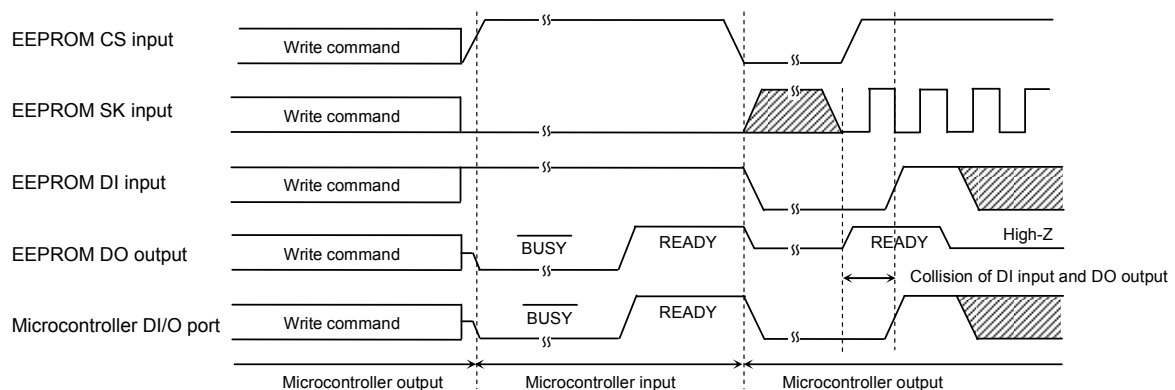 EEPROM CS input
Write command
EEPROM SK input
Write command
EEPROM DI input
Write command
EEPROM DO output
Write command
BUSY
READY
READY
High-Z
Collision of DI input and DO output
Microcontroller DI/O port
Write command
BUSY
READY
Microcontroller output
Microcontroller input
Microcontroller output